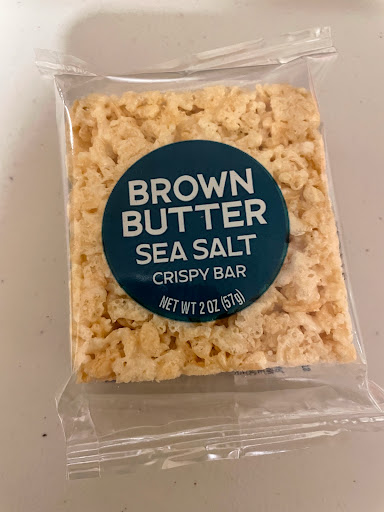 BROWN
BUTTER
SEA SALT
CRISPY BAR
NET WT 2 OZ (57g)